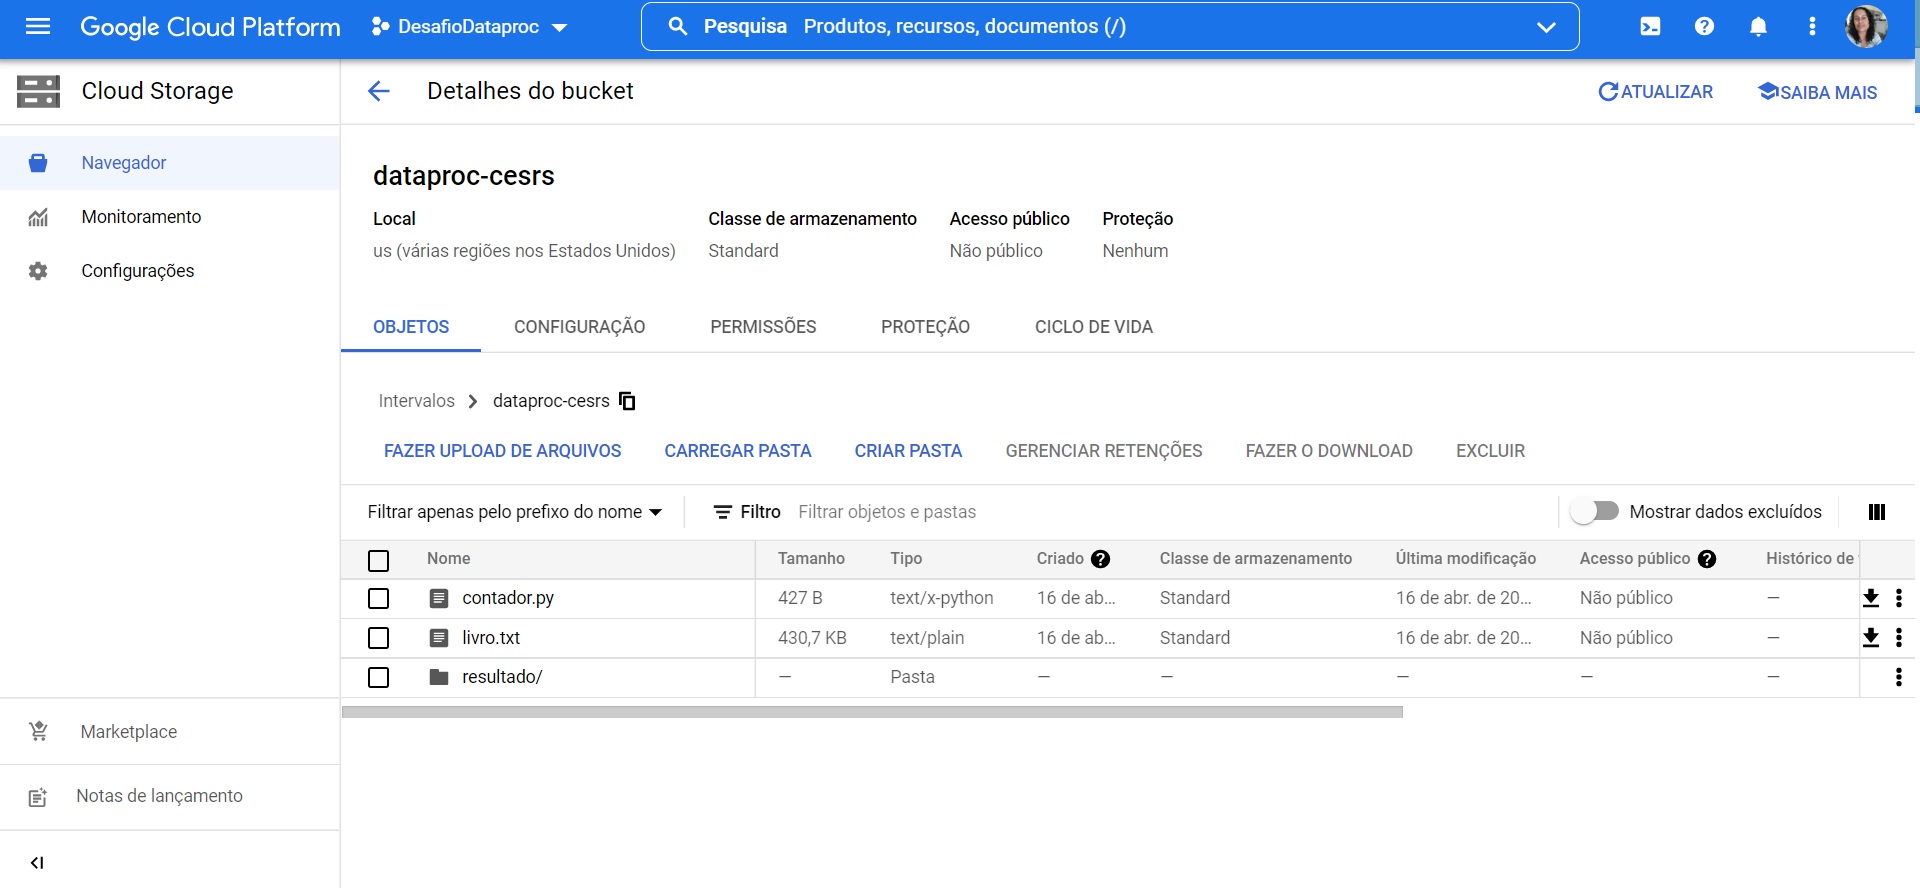 Google Cloud Platform DesafioDataproc Pesquisa Produtos, recursos, documentos (/)
Cloud Storage
Navegador
Monitoramento
Configurações
Marketplace
Notas de lançamento
Detalhes do bucket ATUALIZAR SAIBA MAIS
dataproc-cesrs
Local Classe de armazenamento Acesso público Proteção
us (várias regiões nos Estados Unidos) Standard Não público Nenhum
OBJETOS CONFIGURAÇÃO PERMISSÕES PROTEÇÃO CICLO DE VIDA
Intervalos dataproc-cesrs
FAZER UPLOAD DE ARQUIVOS CARREGAR PASTA CRIAR PASTA GERENCIAR RETENÇÕES FAZER O DOWNLOAD EXCLUIR
Filtrar apenas pelo prefixo do nome Filtro Filtrar objetos e pastas Mostrar dados excluídos
Nome Tamanho Tipo Criado Classe de armazenamento Última modificação Acesso público Histórico de
contador.py 427 B text/x-python 16 de ab... Standard 16 de abr. de 20... Não público —
livro.txt 430,7 KB text/plain 16 de ab... Standard 16 de abr. de 20... Não público —
resultado/ — Pasta — — — — —